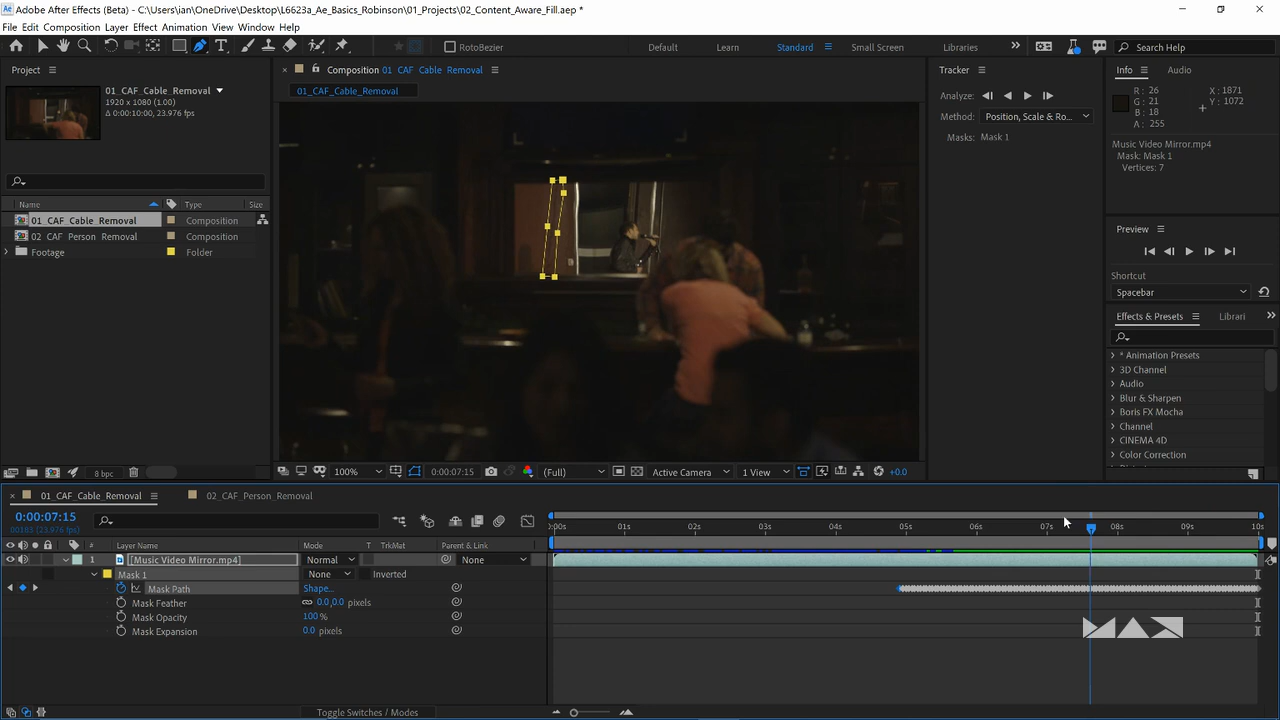 Adobe After Effects (Beta) - C:\Users\ian\OneDrive\Desktop\L6623a_Ae_Basics_Robinson\01_Projects\02_Content_Aware_Fill.aep *
File Edit Composition Layer Effect Animation View Window Help
RotoBezier Default Learn Standard Small Screen Libraries Search Help
Project
01_CAF_Cable_Removal
1920 x 1080 (1.00)
Δ 0:00:10:00, 23.976 fps
Name Type Size
01_CAF_Cable_Removal Composition
02_CAF_Person_Removal Composition
Footage Folder
8 bpc
Composition 01_CAF_Cable_Removal
01_CAF_Cable_Removal
100% 0:00:07:15 (Full) Active Camera 1 View +0.0
Tracker
Analyze:
Method: Position, Scale & Ro...
Masks: Mask 1
Info Audio
R: 26 X: 1871
G: 21 Y: 1072
B: 18
A: 255
Music Video Mirror.mp4
Mask: Mask 1
Vertices: 7
Preview
Shortcut
Spacebar
Effects & Presets Librari
* Animation Presets
3D Channel
Audio
Blur & Sharpen
Boris FX Mocha
Channel
CINEMA 4D
Color Correction
01_CAF_Cable_Removal 02_CAF_Person_Removal
0:00:07:15
00183 (23.976 fps)
:00s 01s 02s 03s 04s 05s 06s 07s 08s 09s 10s
# Layer Name Mode T TrkMat Parent & Link
1 [Music Video Mirror.mp4] Normal None
Mask 1 None Inverted
Mask Path Shape...
Mask Feather 0.0,0.0 pixels
Mask Opacity 100%
Mask Expansion 0.0 pixels
MAX
Toggle Switches / Modes